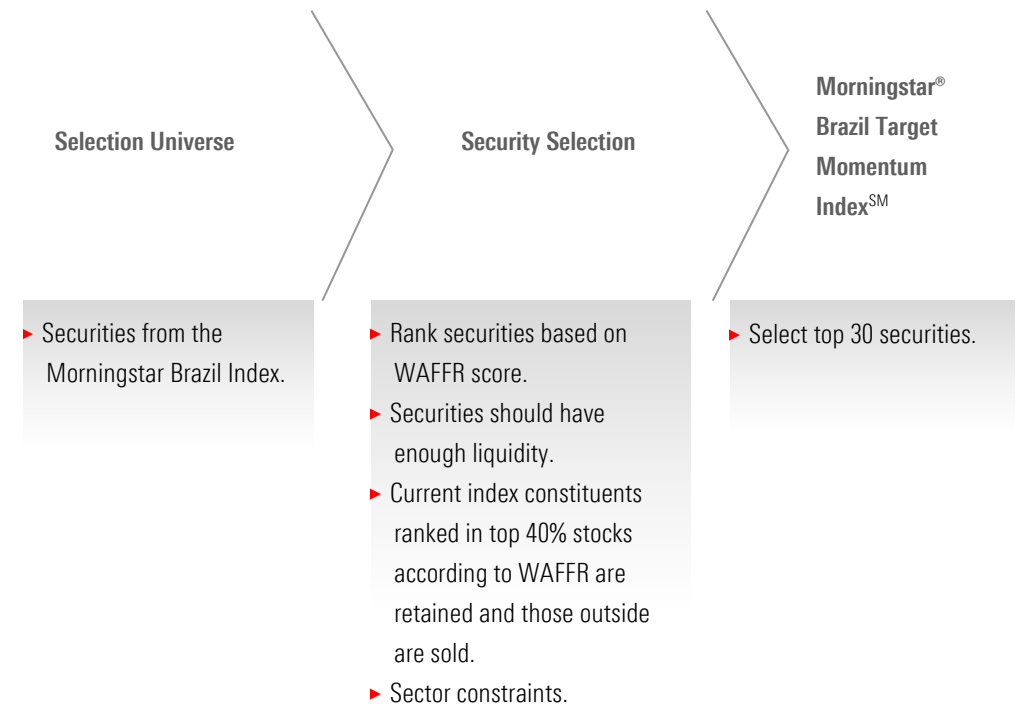 Selection Universe
Security Selection
Morningstar®
Brazil Target
Momentum
Index℠
► Securities from the
Morningstar Brazil Index.
► Rank securities based on
WAFFR score.
► Securities should have
enough liquidity.
► Current index constituents
ranked in top 40% stocks
according to WAFFR are
retained and those outside
are sold.
► Sector constraints.
► Select top 30 securities.